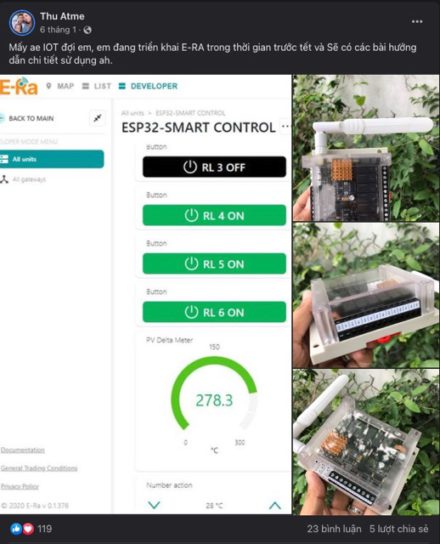 Thu Atme
6 tháng 1 ·
Mấy ae IOT đợi em, em đang triển khai E-RA trong thời gian trước tết và Sẽ có các bài hướng
dẫn chi tiết sử dụng ah.
E-Ra MAP LIST DEVELOPER
BACK TO MAIN
DEVELOPER MODE MENU
All units
All gateways
All units > ESP32-SMART CONTROL
ESP32-SMART CONTROL ...
Button
RL 3 OFF
Button
RL 4 ON
Button
RL 5 ON
Button
RL 6 ON
PV Delta Meter
150
278.3
0
300
°C
Number action
28 °C
Documentation
General Trading Conditions
Privacy Policy
© 2020 E-Ra v 0.1.378
119
23 bình luận 5 lượt chia sẻ